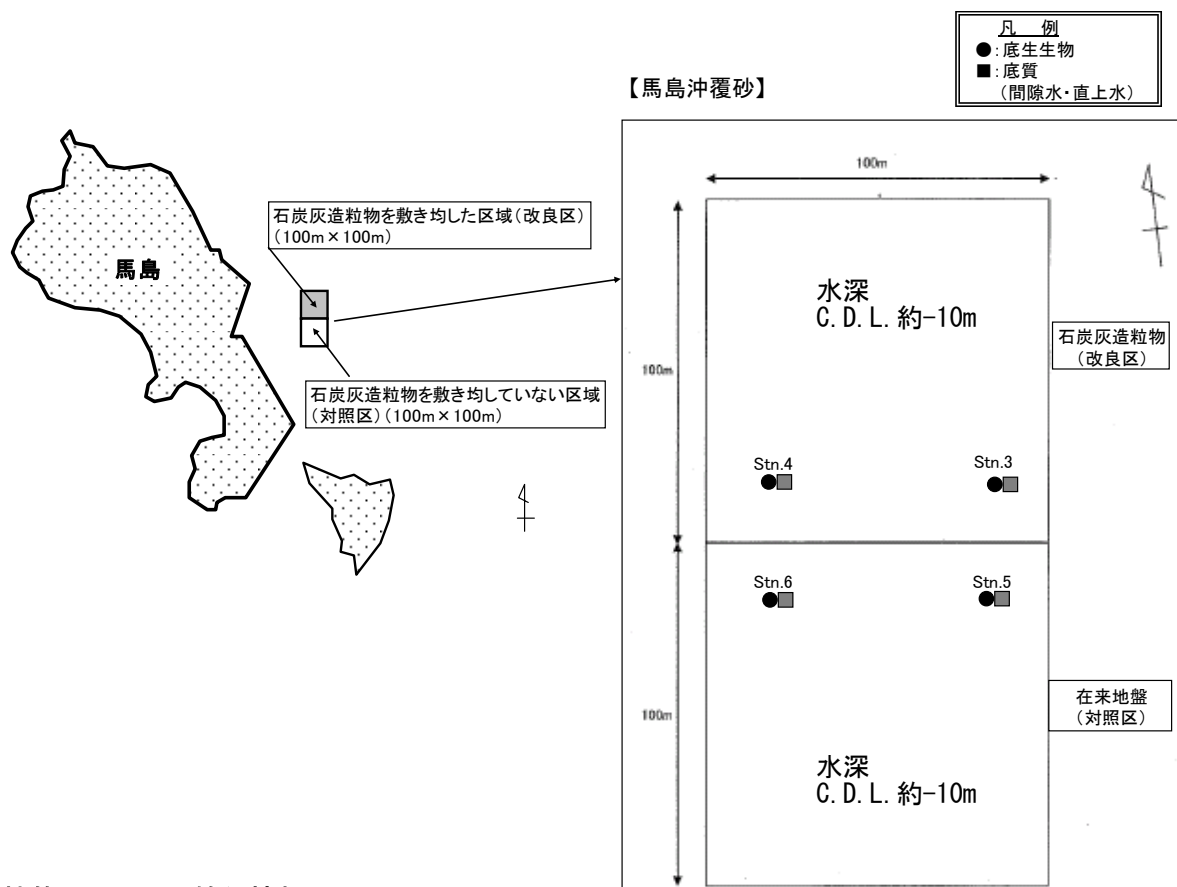 凡 例
●:底生生物
■:底質
(間隙水・直上水)
【馬島沖覆砂】
100m
石炭灰造粒物を敷き均した区域(改良区)
(100m×100m)
馬島
水深
C.D.L.約-10m
石炭灰造粒物
(改良区)
100m
石炭灰造粒物を敷き均していない区域
(対照区)(100m×100m)
Stn.4
Stn.3
Stn.6
Stn.5
在来地盤
(対照区)
100m
水深
C.D.L.約-10m